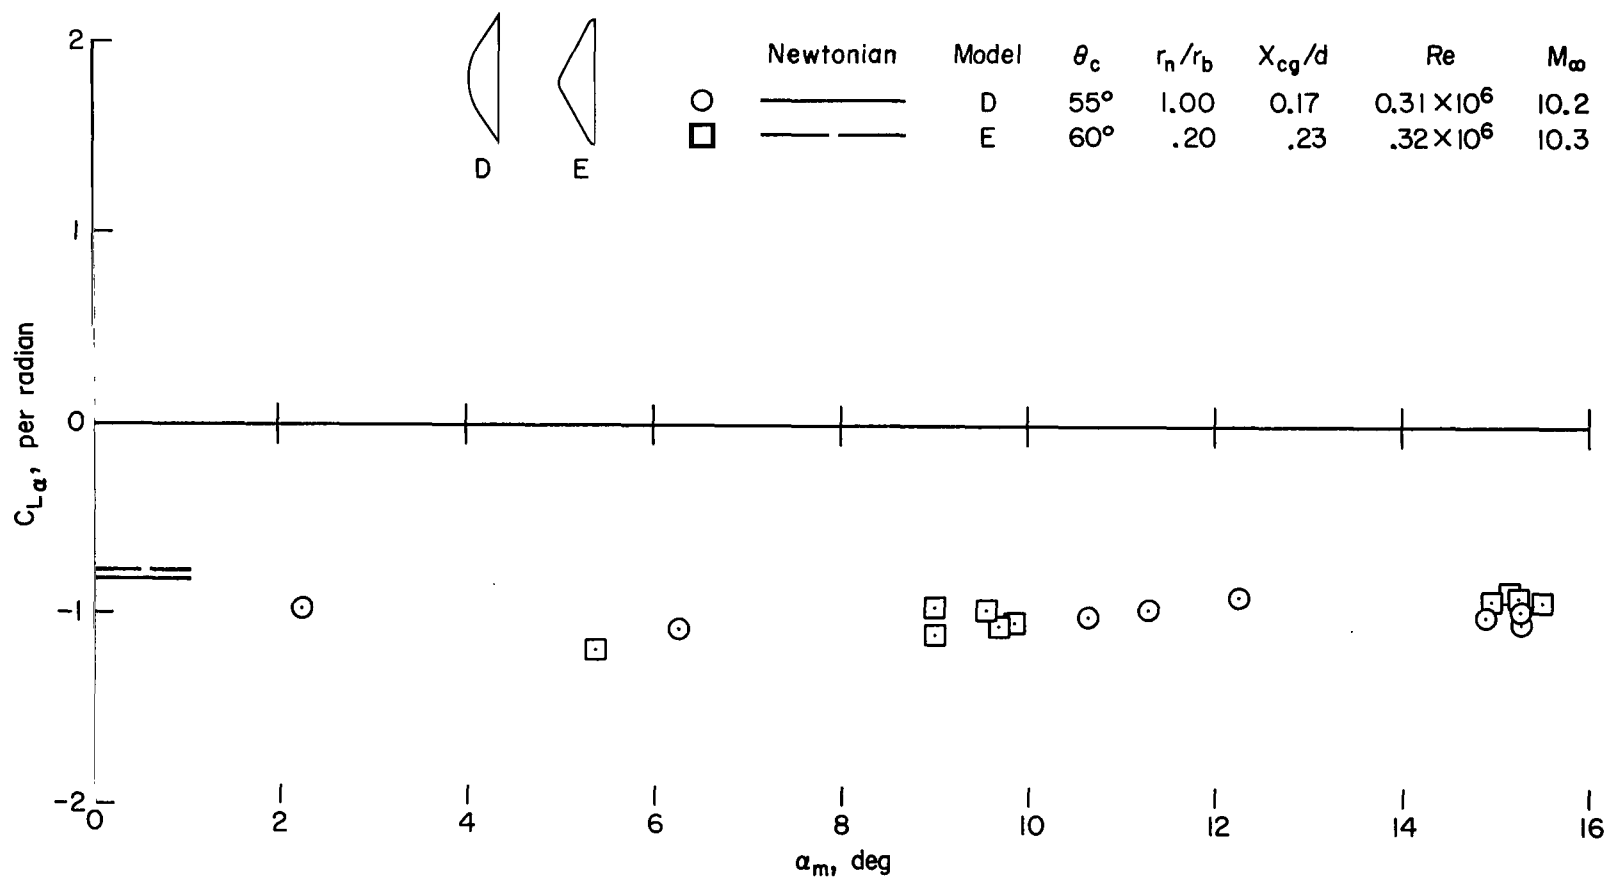 Newtonian Model θc rn/rb Xcg/d Re M∞
D 55° 1.00 0.17 0.31×10⁶ 10.2
E 60° .20 .23 .32×10⁶ 10.3
D E
2
1
0
-1
-2
CLα, per radian
0 2 4 6 8 10 12 14 16
αm, deg